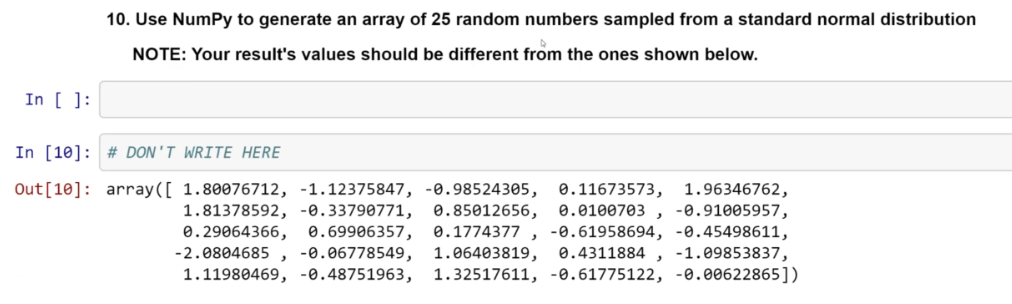 10. Use NumPy to generate an array of 25 random numbers sampled from a standard normal distribution
NOTE: Your result's values should be different from the ones shown below.
In [ ]:
In [10]: # DON'T WRITE HERE
Out[10]: array([ 1.80076712, -1.12375847, -0.98524305,  0.11673573,  1.96346762,
1.81378592, -0.33790771,  0.85012656,  0.0100703 , -0.91005957,
0.29064366,  0.69906357,  0.1774377 , -0.61958694, -0.45498611,
-2.0804685 , -0.06778549,  1.06403819,  0.4311884 , -1.09853837,
1.11980469, -0.48751963,  1.32517611, -0.61775122, -0.00622865])